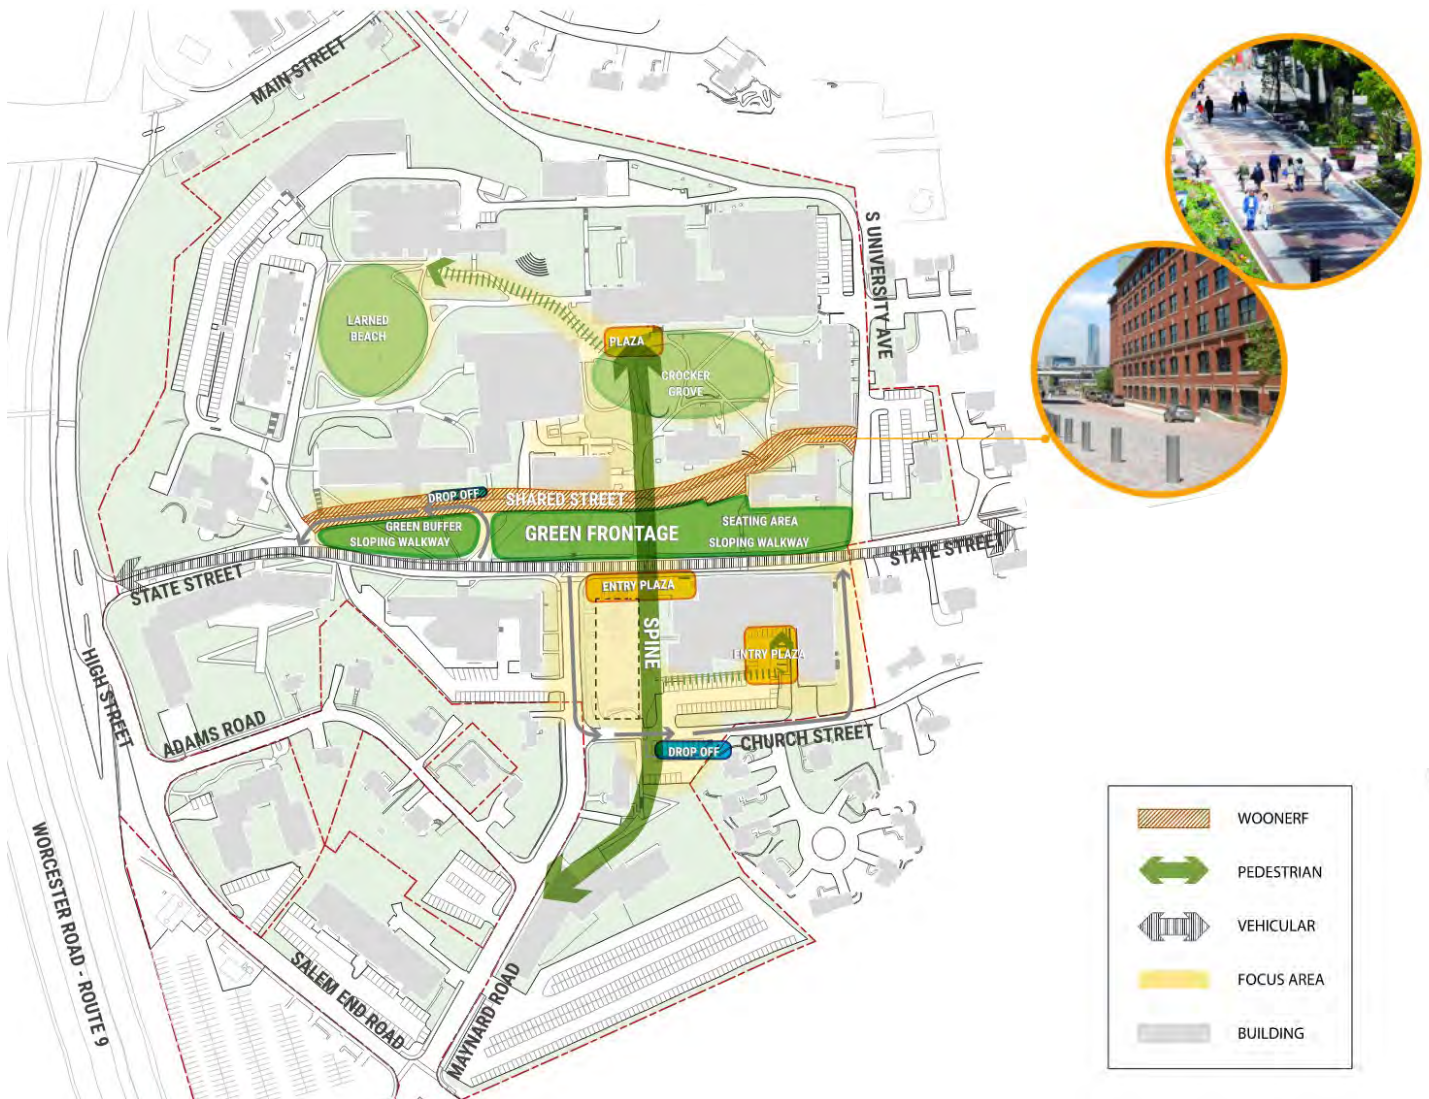 MAIN STREET
S UNIVERSITY AVE
LARNED
BEACH
PLAZA
CROCKER
GROVE
DROP OFF
SHARED STREET
GREEN BUFFER
SLOPING WALKWAY
GREEN FRONTAGE
SEATING AREA
SLOPING WALKWAY
STATE STREET
STATE STREET
ENTRY PLAZA
SPINE
ENTRY PLAZA
HIGH STREET
ADAMS ROAD
DROP OFF
CHURCH STREET
WORCESTER ROAD - ROUTE 9
SALEM END ROAD
MAYNARD ROAD
WOONERF
PEDESTRIAN
VEHICULAR
FOCUS AREA
BUILDING